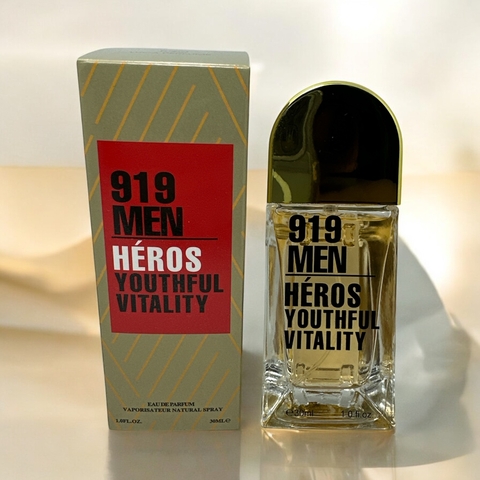 919
MEN
HÉROS
YOUTHFUL
VITALITY
EAU DE PARFUM
VAPORISATEUR NATURAL SPRAY
1.0FL.OZ. 30ML℮
919
MEN
HÉROS
YOUTHFUL
VITALITY
℮30ml 1.0 fl.oz